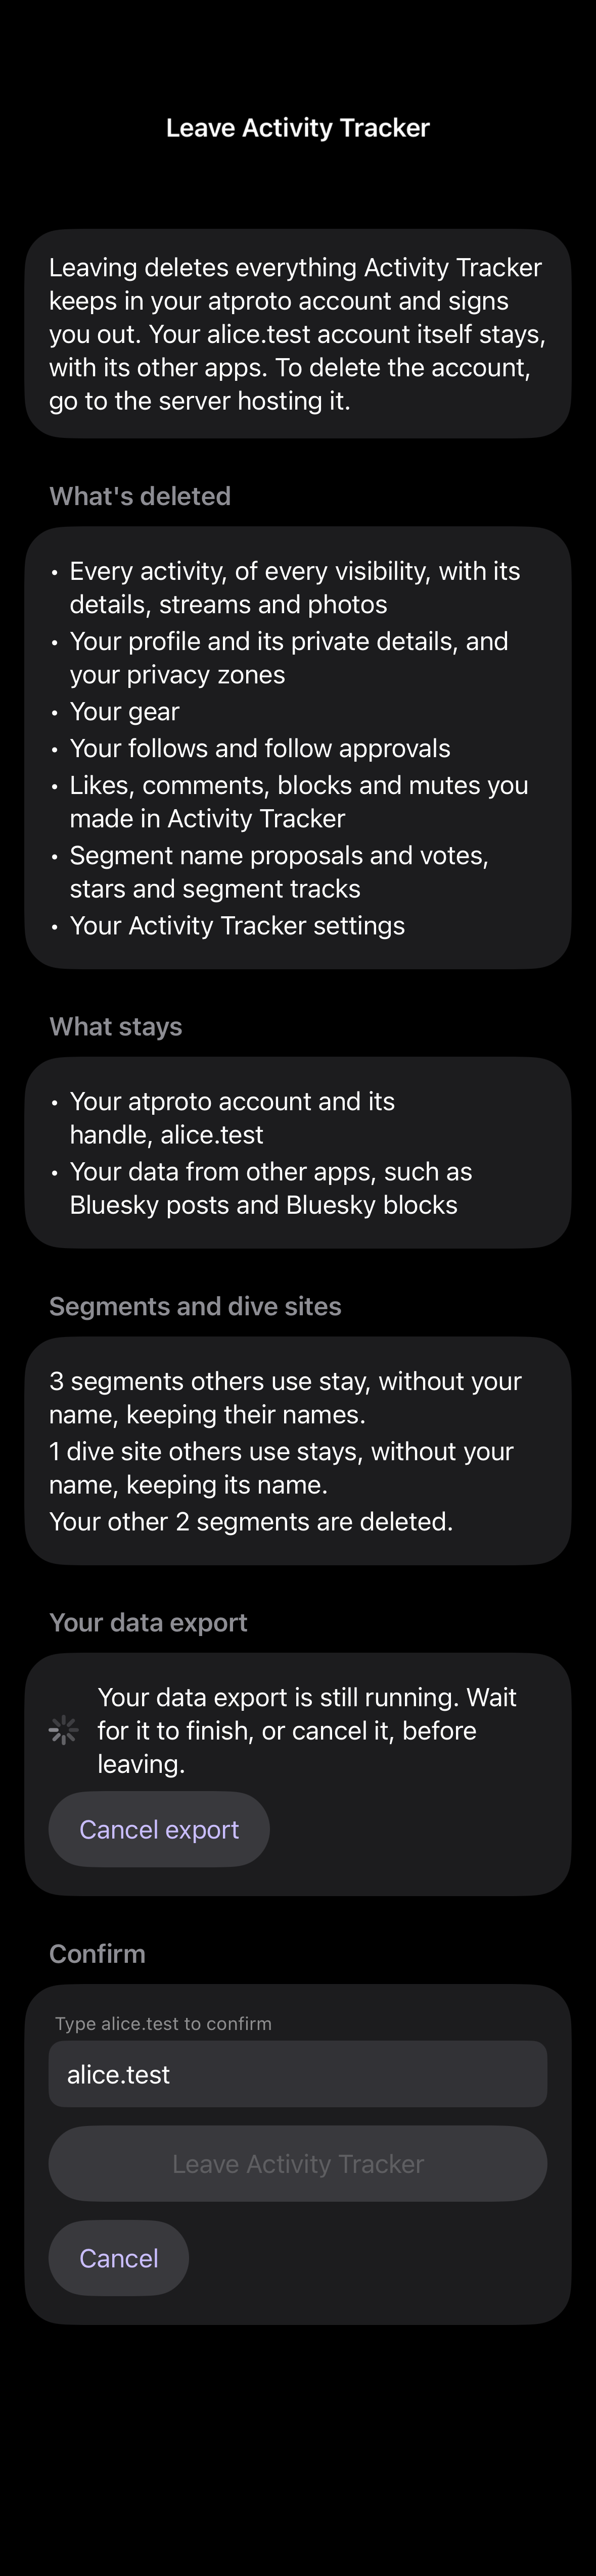 Leave Activity Tracker
Leaving deletes everything Activity Tracker
keeps in your atproto account and signs
you out. Your alice.test account itself stays,
with its other apps. To delete the account,
go to the server hosting it.
What's deleted
• Every activity, of every visibility, with its
details, streams and photos
• Your profile and its private details, and
your privacy zones
• Your gear
• Your follows and follow approvals
• Likes, comments, blocks and mutes you
made in Activity Tracker
• Segment name proposals and votes,
stars and segment tracks
• Your Activity Tracker settings
What stays
• Your atproto account and its
handle, alice.test
• Your data from other apps, such as
Bluesky posts and Bluesky blocks
Segments and dive sites
3 segments others use stay, without your
name, keeping their names.
1 dive site others use stays, without your
name, keeping its name.
Your other 2 segments are deleted.
Your data export
Your data export is still running. Wait
for it to finish, or cancel it, before
leaving.
Cancel export
Confirm
Type alice.test to confirm
alice.test
Leave Activity Tracker
Cancel